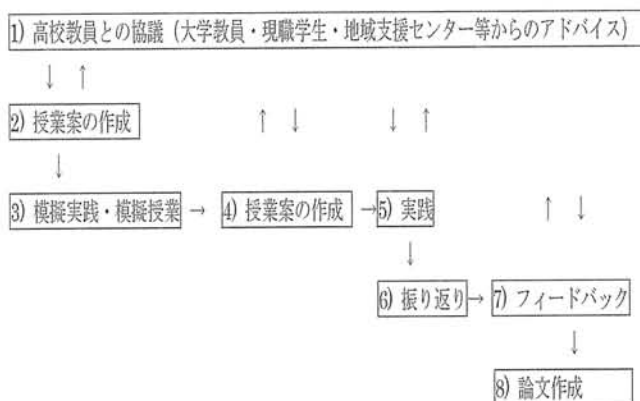 1) 高校教員との協議（大学教員・現職学生・地域支援センター等からのアドバイス）
↓ ↑
2) 授業案の作成 ↑ ↓ ↓ ↑
↓
3) 模擬実践・模擬授業 → 4) 授業案の作成 → 5) 実践 ↑ ↓
↓
6) 振り返り → 7) フィードバック
↓
8) 論文作成